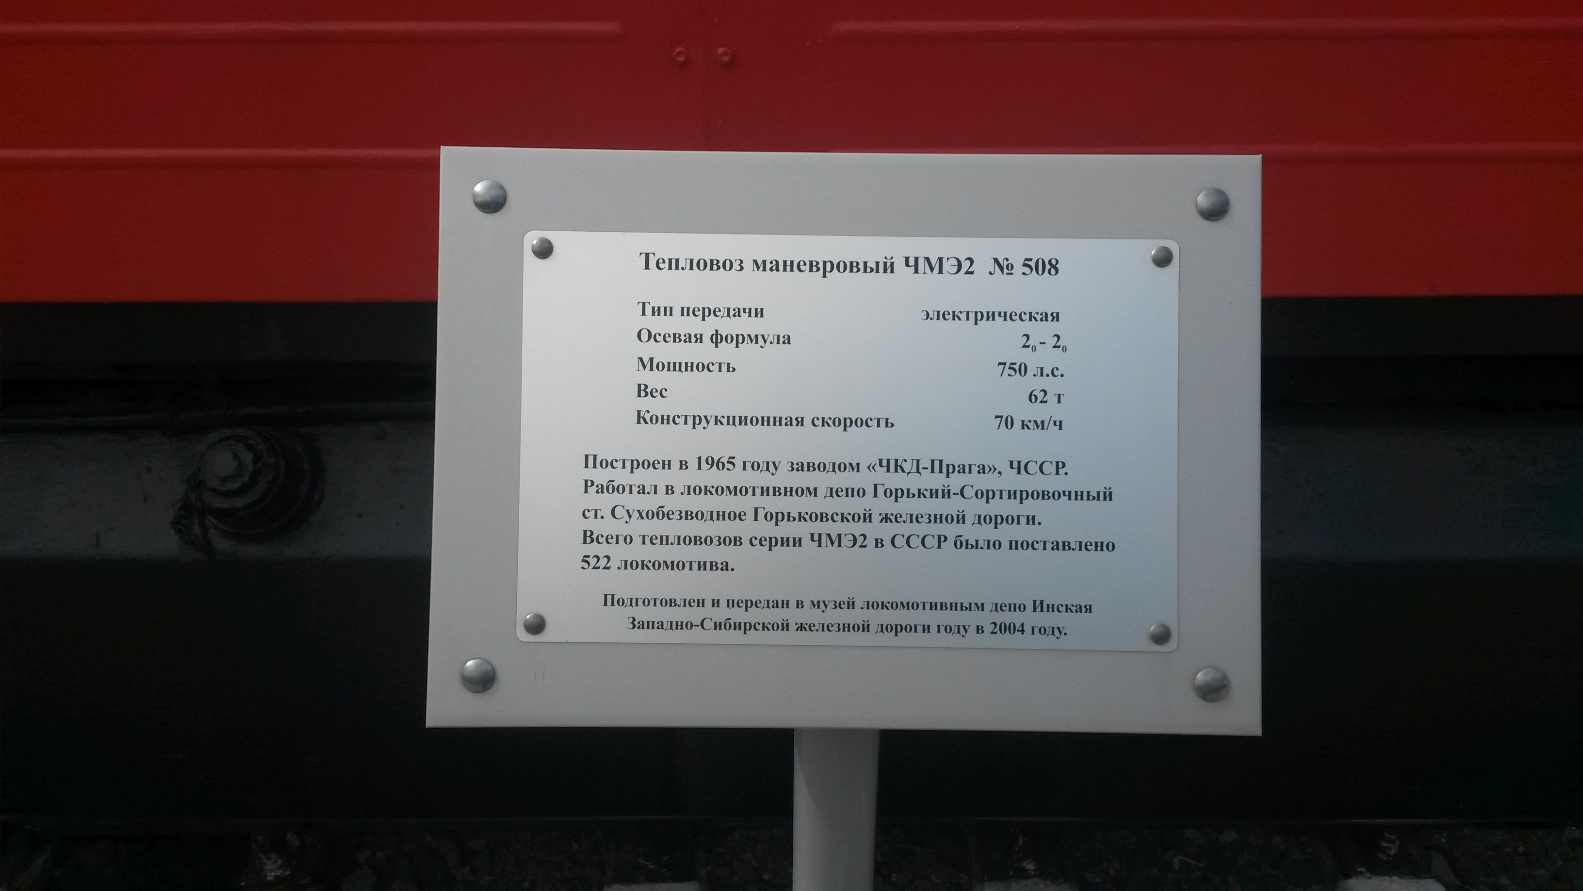 Тепловоз маневровый ЧМЭ2 № 508
Тип передачи электрическая
Осевая формула 2₀ - 2₀
Мощность 750 л.с.
Вес 62 т
Конструкционная скорость 70 км/ч
Построен в 1965 году заводом «ЧКД-Прага», ЧССР.
Работал в локомотивном депо Горький-Сортировочный
ст. Сухобезводное Горьковской железной дороги.
Всего тепловозов серии ЧМЭ2 в СССР было поставлено
522 локомотива.
Подготовлен и передан в музей локомотивным депо Инская
Западно-Сибирской железной дороги году в 2004 году.